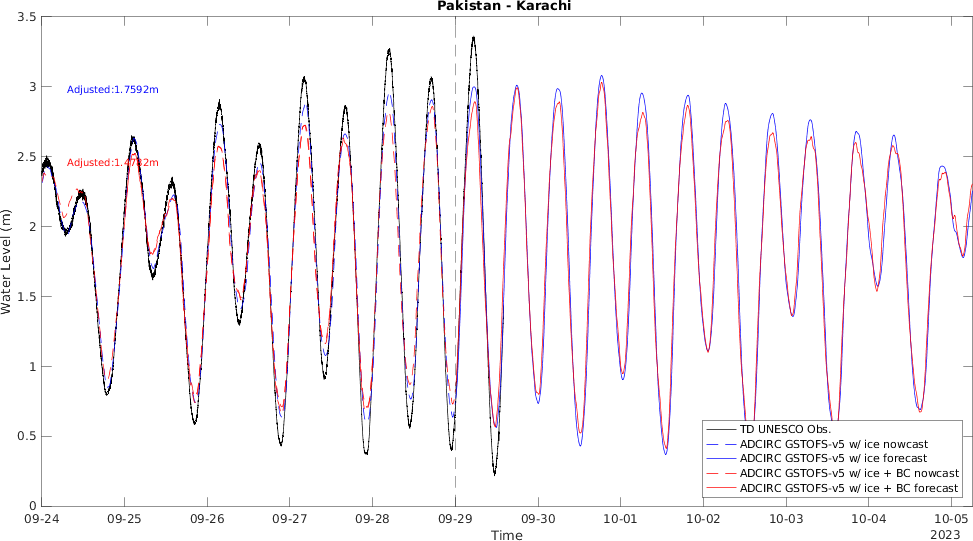 Pakistan - Karachi
3.5
3
2.5
2
1.5
1
0.5
0
Water Level (m)
Adjusted:1.7592m
TD UNESCO Obs.
ADCIRC GSTOFS-v5 w/ ice nowcast
ADCIRC GSTOFS-v5 w/ ice forecast
ADCIRC GSTOFS-v5 w/ ice + BC nowcast
ADCIRC GSTOFS-v5 w/ ice + BC forecast
09-24 09-25 09-26 09-27 09-28 09-29 09-30 10-01 10-02 10-03 10-04 10-05
Time
2023